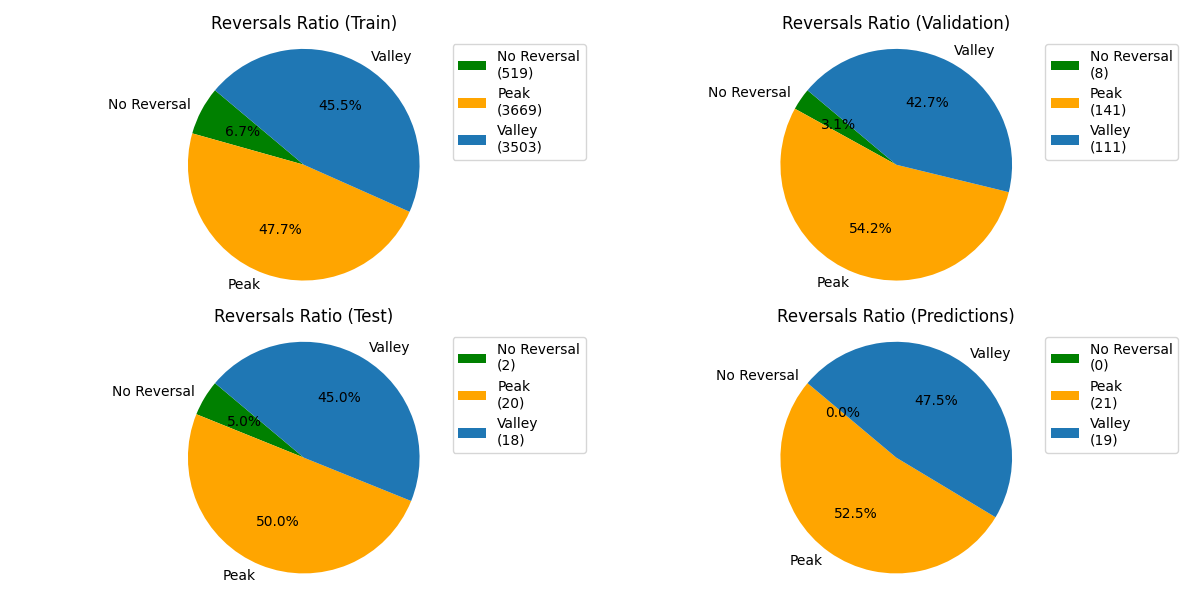 Reversals Ratio (Train)
Valley
No Reversal
45.5%
6.7%
47.7%
Peak
No Reversal
(519)
Peak
(3669)
Valley
(3503)
Reversals Ratio (Validation)
Valley
No Reversal
42.7%
3.1%
54.2%
Peak
No Reversal
(8)
Peak
(141)
Valley
(111)
Reversals Ratio (Test)
Valley
No Reversal
45.0%
5.0%
50.0%
Peak
No Reversal
(2)
Peak
(20)
Valley
(18)
Reversals Ratio (Predictions)
Valley
No Reversal
47.5%
0.0%
52.5%
Peak
No Reversal
(0)
Peak
(21)
Valley
(19)